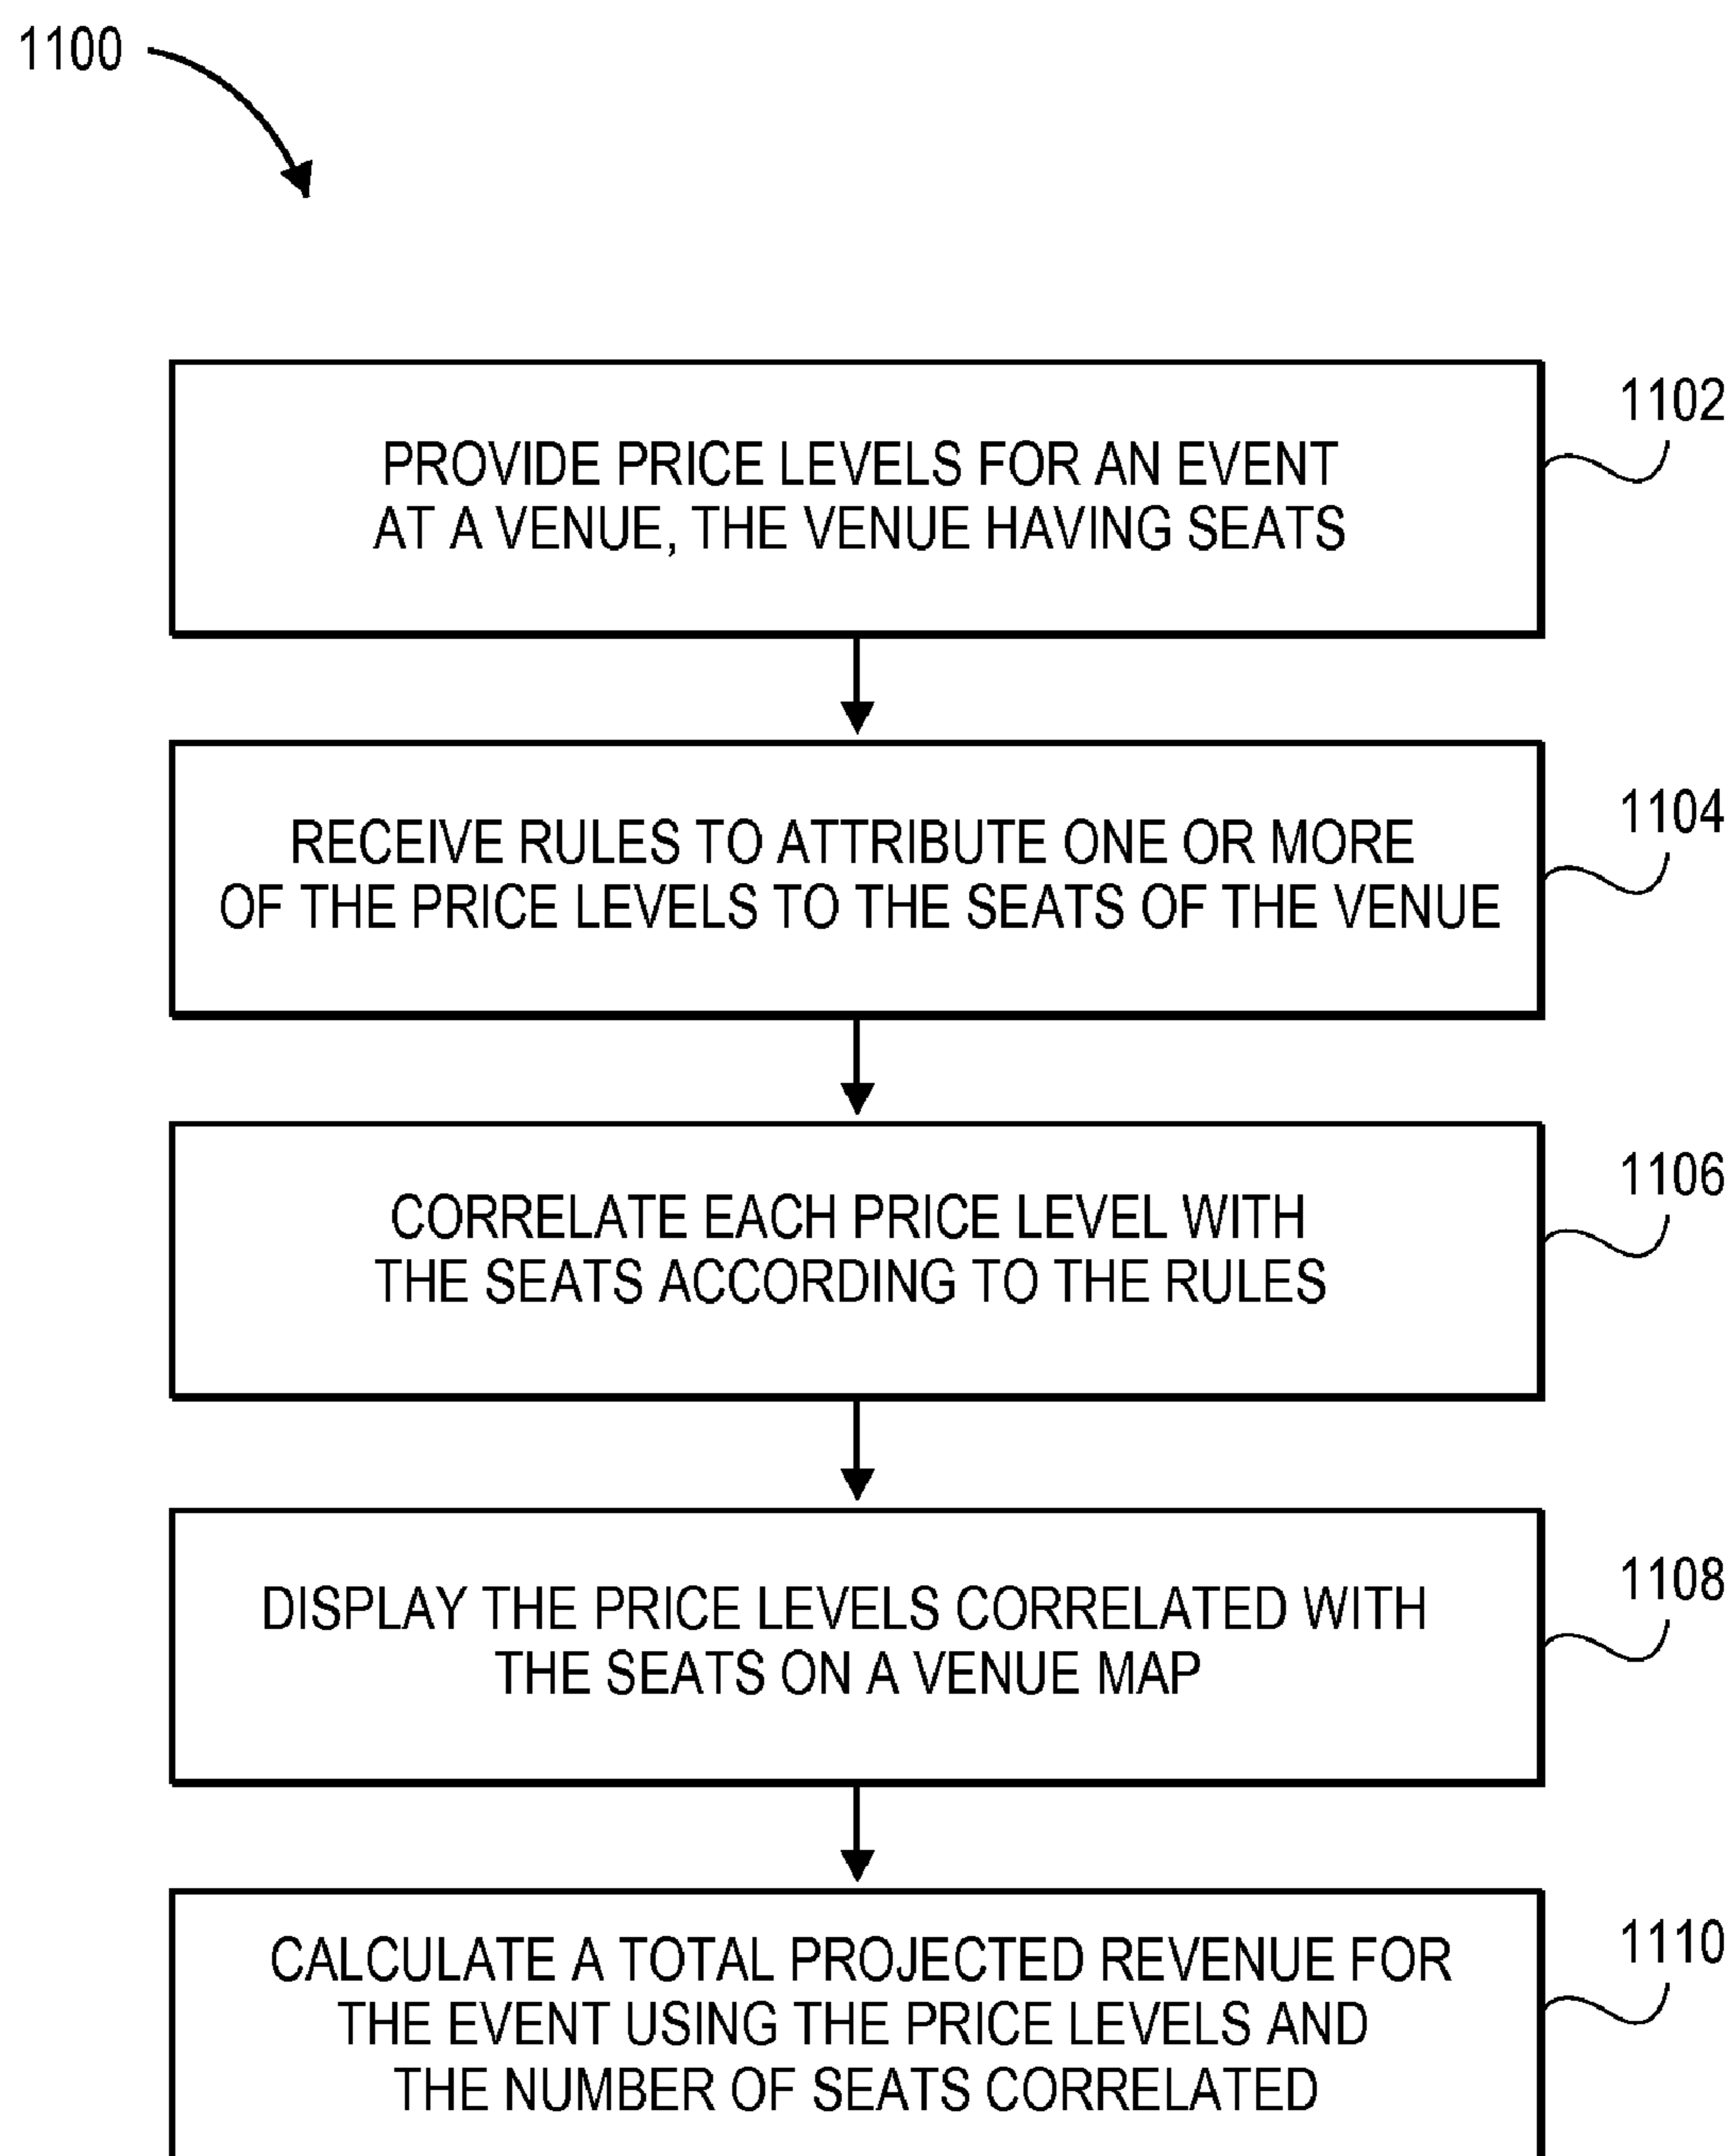 1100
1102
PROVIDE PRICE LEVELS FOR AN EVENT
AT A VENUE, THE VENUE HAVING SEATS
1104
RECEIVE RULES TO ATTRIBUTE ONE OR MORE
OF THE PRICE LEVELS TO THE SEATS OF THE VENUE
1106
CORRELATE EACH PRICE LEVEL WITH
THE SEATS ACCORDING TO THE RULES
1108
DISPLAY THE PRICE LEVELS CORRELATED WITH
THE SEATS ON A VENUE MAP
1110
CALCULATE A TOTAL PROJECTED REVENUE FOR
THE EVENT USING THE PRICE LEVELS AND
THE NUMBER OF SEATS CORRELATED